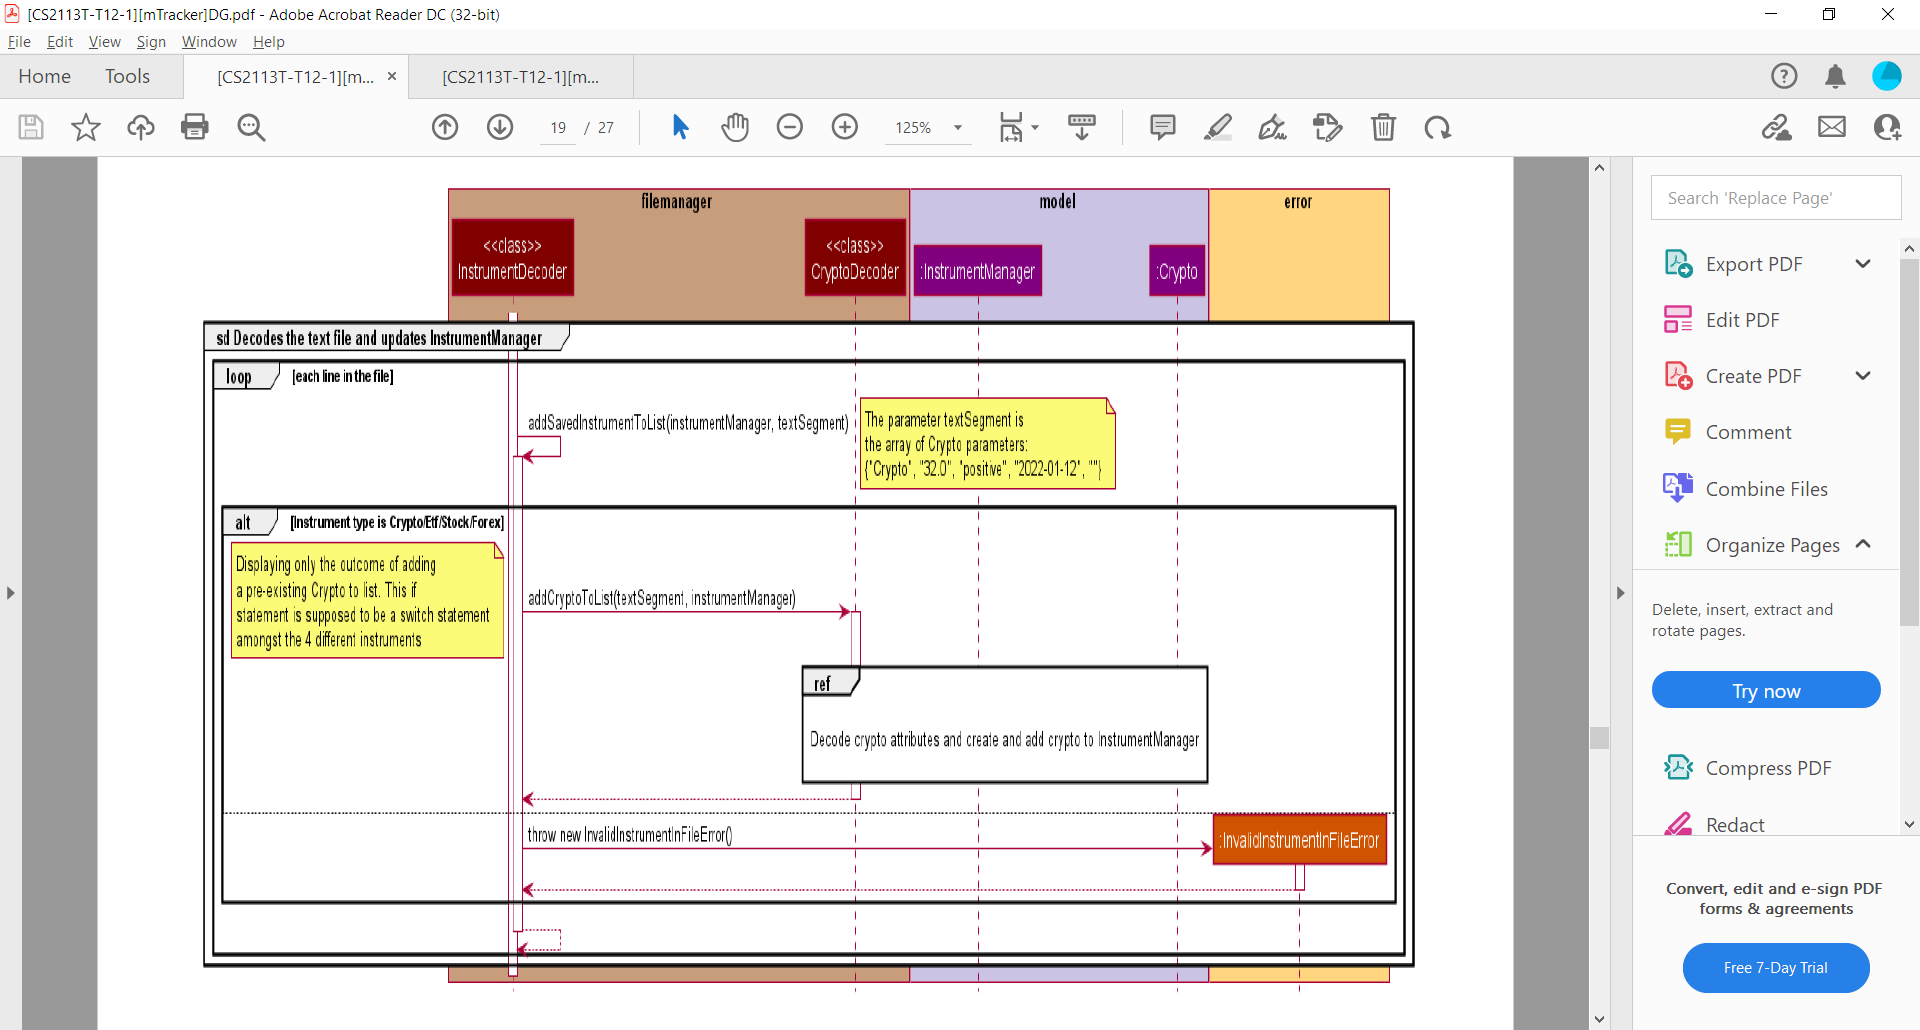 [CS2113T-T12-1][mTracker]DG.pdf - Adobe Acrobat Reader DC (32-bit)
File Edit View Sign Window Help
Home Tools [CS2113T-T12-1][m... × [CS2113T-T12-1][m...
19 / 27 125%
filemanager model error
<<class>>
InstrumentDecoder
<<class>>
CryptoDecoder
:InstrumentManager
:Crypto
sd Decodes the text file and updates InstrumentManager
loop [each line in the file]
addSavedInstrumentToList(instrumentManager, textSegment)
The parameter textSegment is
the array of Crypto parameters:
{"Crypto", "32.0", "positive", "2022-01-12", ""}
alt [Instrument type is Crypto/Etf/Stock/Forex]
Displaying only the outcome of adding
a pre-existing Crypto to list. This if
statement is supposed to be a switch statement
amongst the 4 different instruments
addCryptoToList(textSegment, instrumentManager)
ref
Decode crypto attributes and create and add crypto to InstrumentManager
throw new InvalidInstrumentInFileError()
:InvalidInstrumentInFileError
Search 'Replace Page'
Export PDF
Edit PDF
Create PDF
Comment
Combine Files
Organize Pages
Delete, insert, extract and
rotate pages.
Try now
Compress PDF
Redact
Convert, edit and e-sign PDF
forms & agreements
Free 7-Day Trial